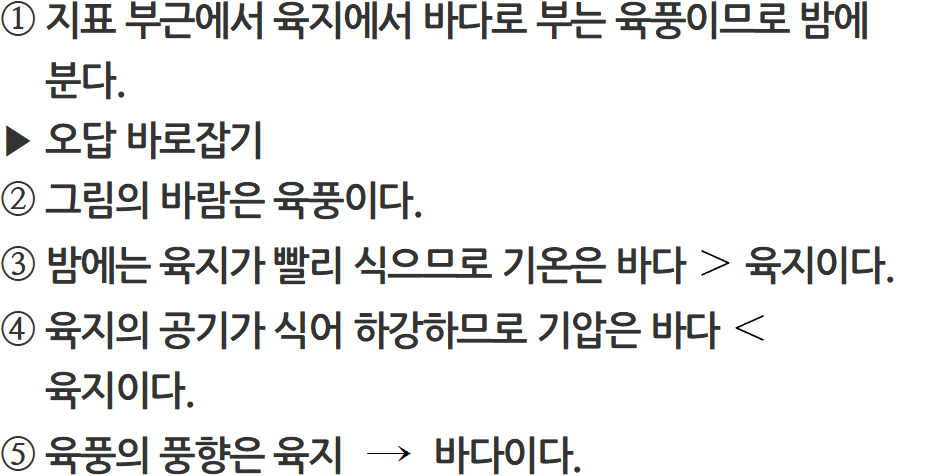 ① 지표 부근에서 육지에서 바다로 부는 육풍이므로 밤에
분다.
▶ 오답 바로잡기
② 그림의 바람은 육풍이다.
③ 밤에는 육지가 빨리 식으므로 기온은 바다 > 육지이다.
④ 육지의 공기가 식어 하강하므로 기압은 바다 <
육지이다.
⑤ 육풍의 풍향은 육지 → 바다이다.